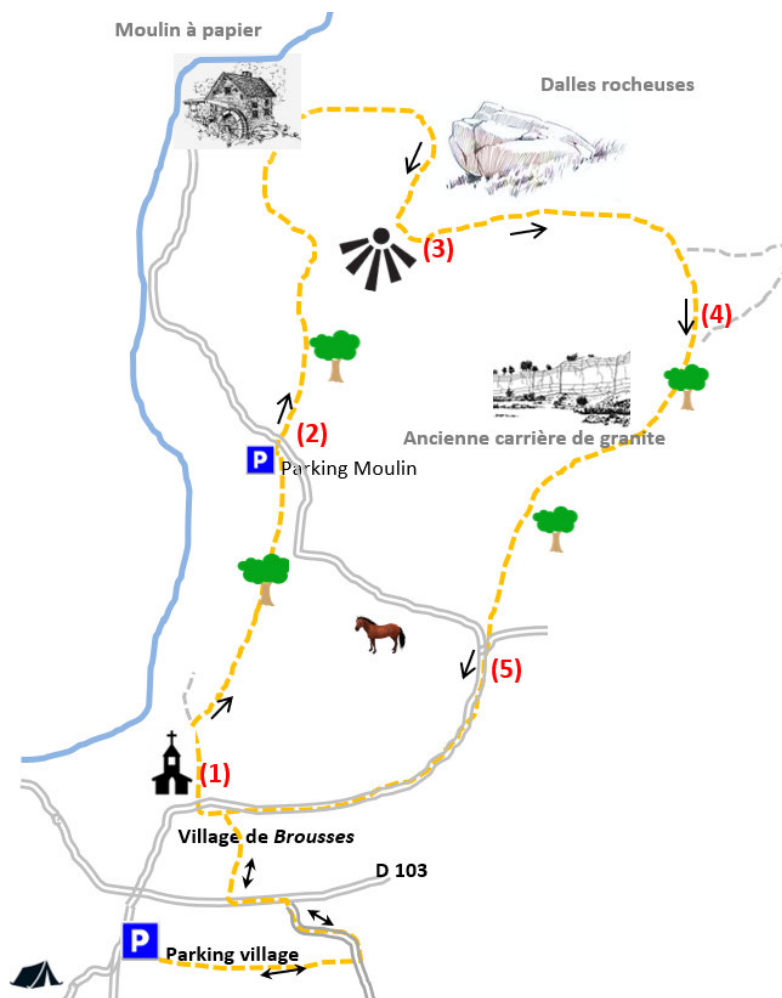 Moulin à papier
Dalles rocheuses
(3)
(4)
(2)
Ancienne carrière de granite
P
Parking Moulin
(5)
(1)
Village de Brousses
D 103
P
Parking village